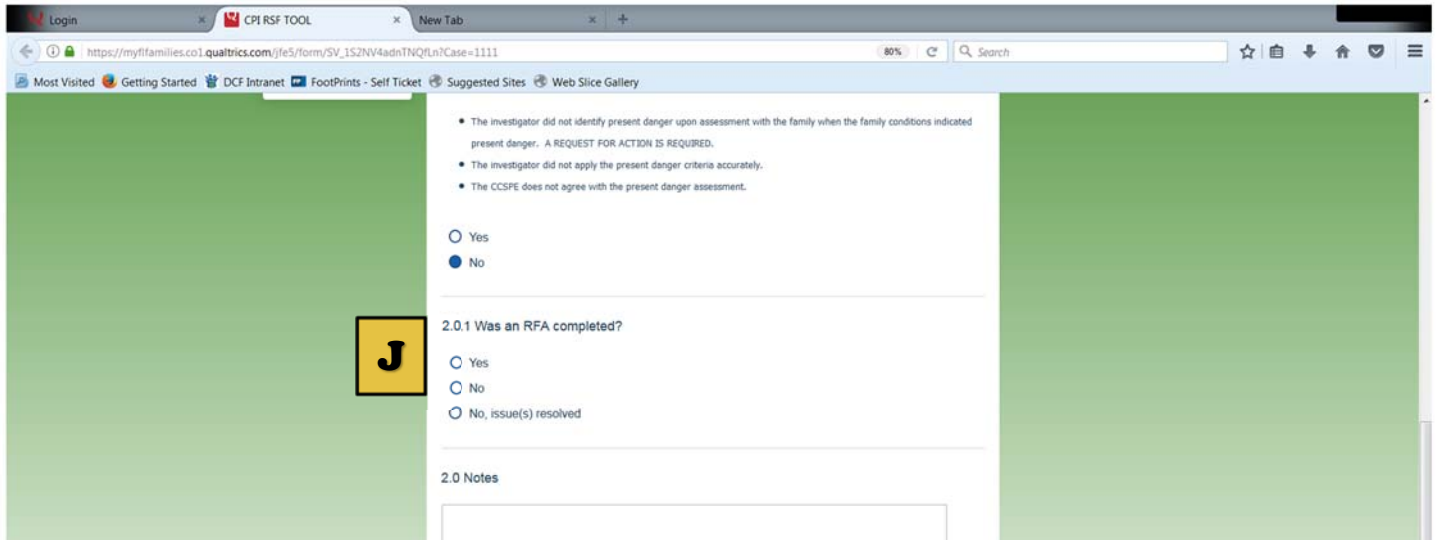 Login × CPI RSF TOOL × New Tab × +
https://myflfamilies.co1.qualtrics.com/jfe5/form/SV_1S2NV4adnTNQfLn?Case=1111 80% Search
Most Visited Getting Started DCF Intranet FootPrints - Self Ticket Suggested Sites Web Slice Gallery
• The investigator did not identify present danger upon assessment with the family when the family conditions indicated
present danger. A REQUEST FOR ACTION IS REQUIRED.
• The investigator did not apply the present danger criteria accurately.
• The CCSPE does not agree with the present danger assessment.
Yes
No
2.0.1 Was an RFA completed?
J
Yes
No
No, issue(s) resolved
2.0 Notes